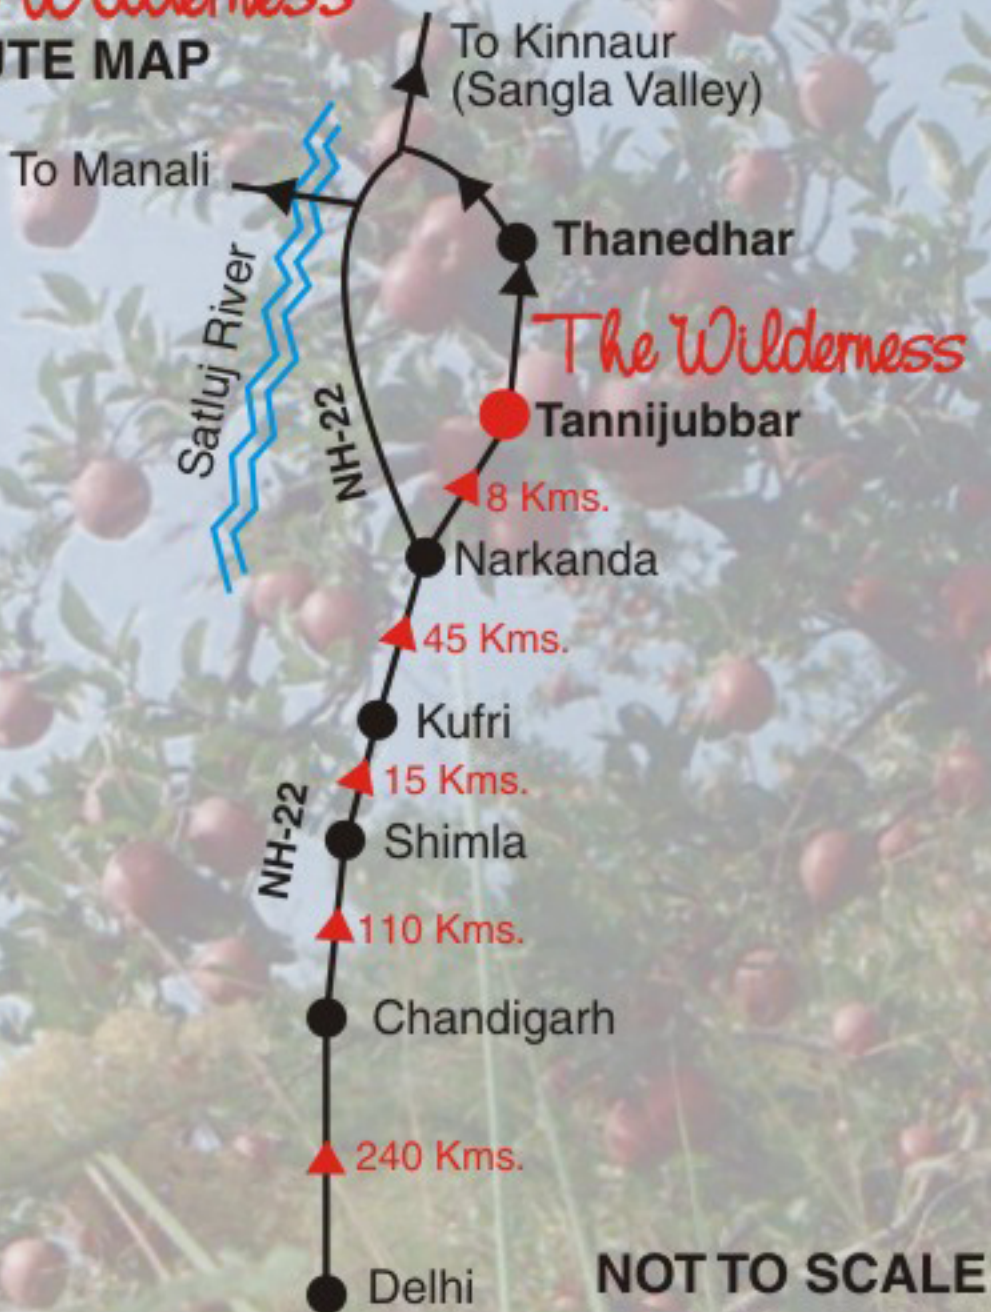 Wilderness
UTE MAP
To Kinnaur
(Sangla Valley)
To Manali
Thanedhar
Satluj River
The Wilderness
NH-22
Tannijubbar
8 Kms.
Narkanda
45 Kms.
Kufri
15 Kms.
NH-22
Shimla
110 Kms.
Chandigarh
240 Kms.
Delhi
NOT TO SCALE